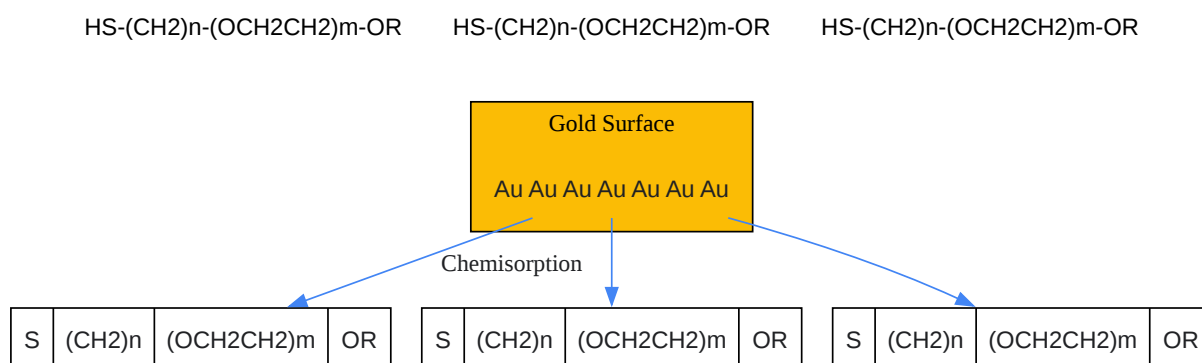 HS-(CH2)n-(OCH2CH2)m-OR HS-(CH2)n-(OCH2CH2)m-OR HS-(CH2)n-(OCH2CH2)m-OR
Gold Surface
Au Au Au Au Au Au Au
Chemisorption
S (CH2)n (OCH2CH2)m OR S (CH2)n (OCH2CH2)m OR S (CH2)n (OCH2CH2)m OR